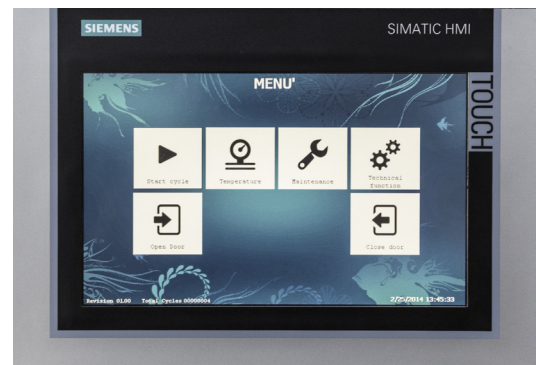 SIEMENS
SIMATIC HMI
TOUCH
MENU'
Start cycle
Temperature
Maintenance
Technical
function
Open Door
Close door
Revision 01.00
Total Cycles 00000004
2/25/2014 13:45:33